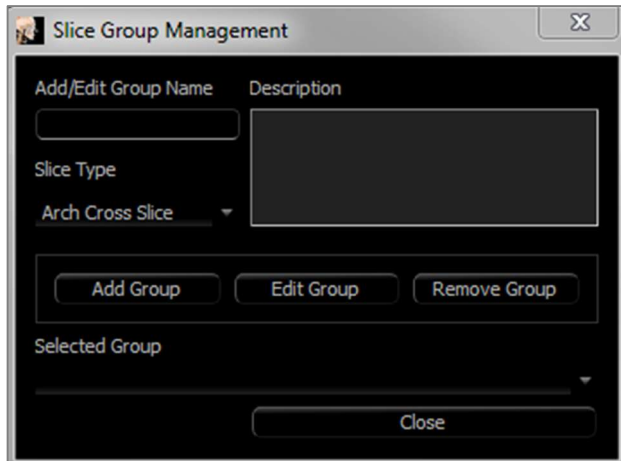 Slice Group Management
Add/Edit Group Name
Description
Slice Type
Arch Cross Slice
Add Group
Edit Group
Remove Group
Selected Group
Close